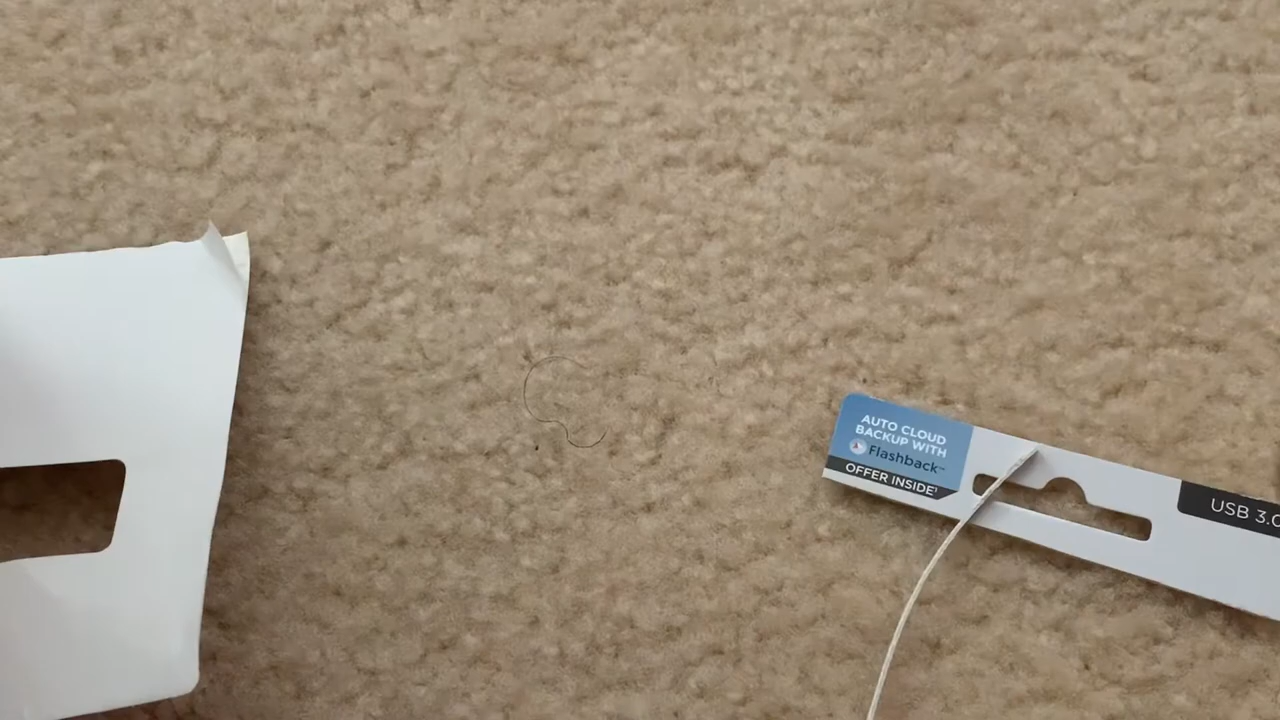 AUTO CLOUD
BACKUP WITH
Flashback™
OFFER INSIDE!
USB 3.0